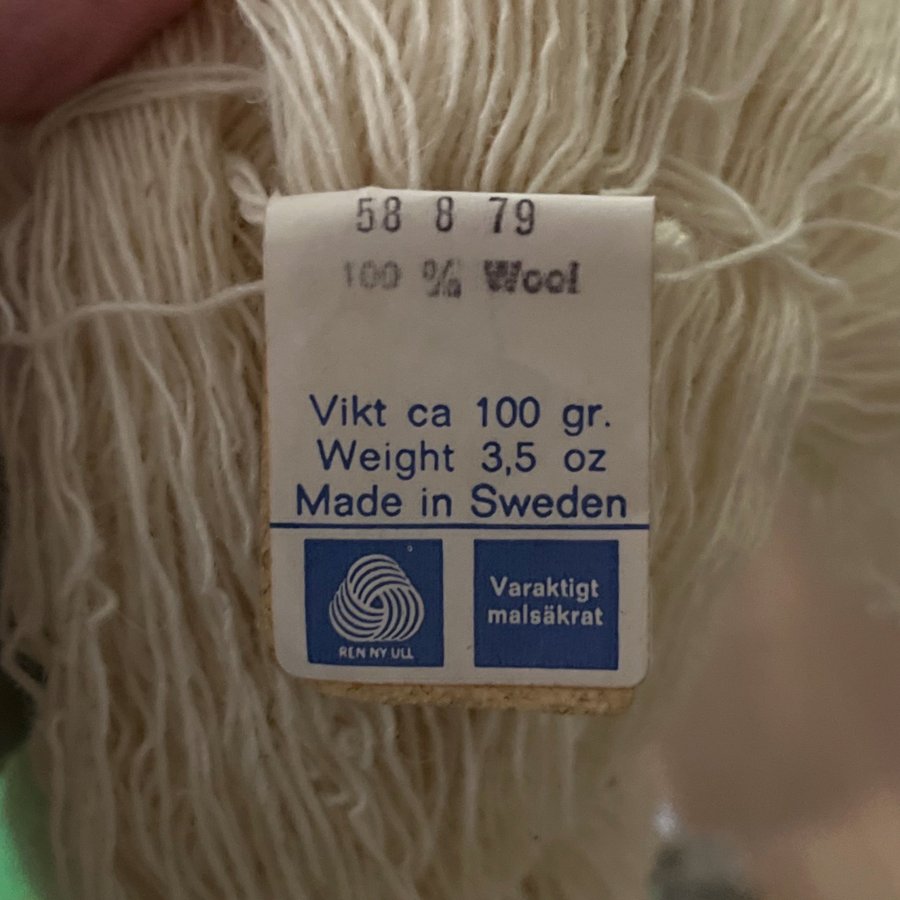 58 8 79
100 % Wool
Vikt ca 100 gr.
Weight 3,5 oz
Made in Sweden
REN NY ULL
Varaktigt
malsäkrat